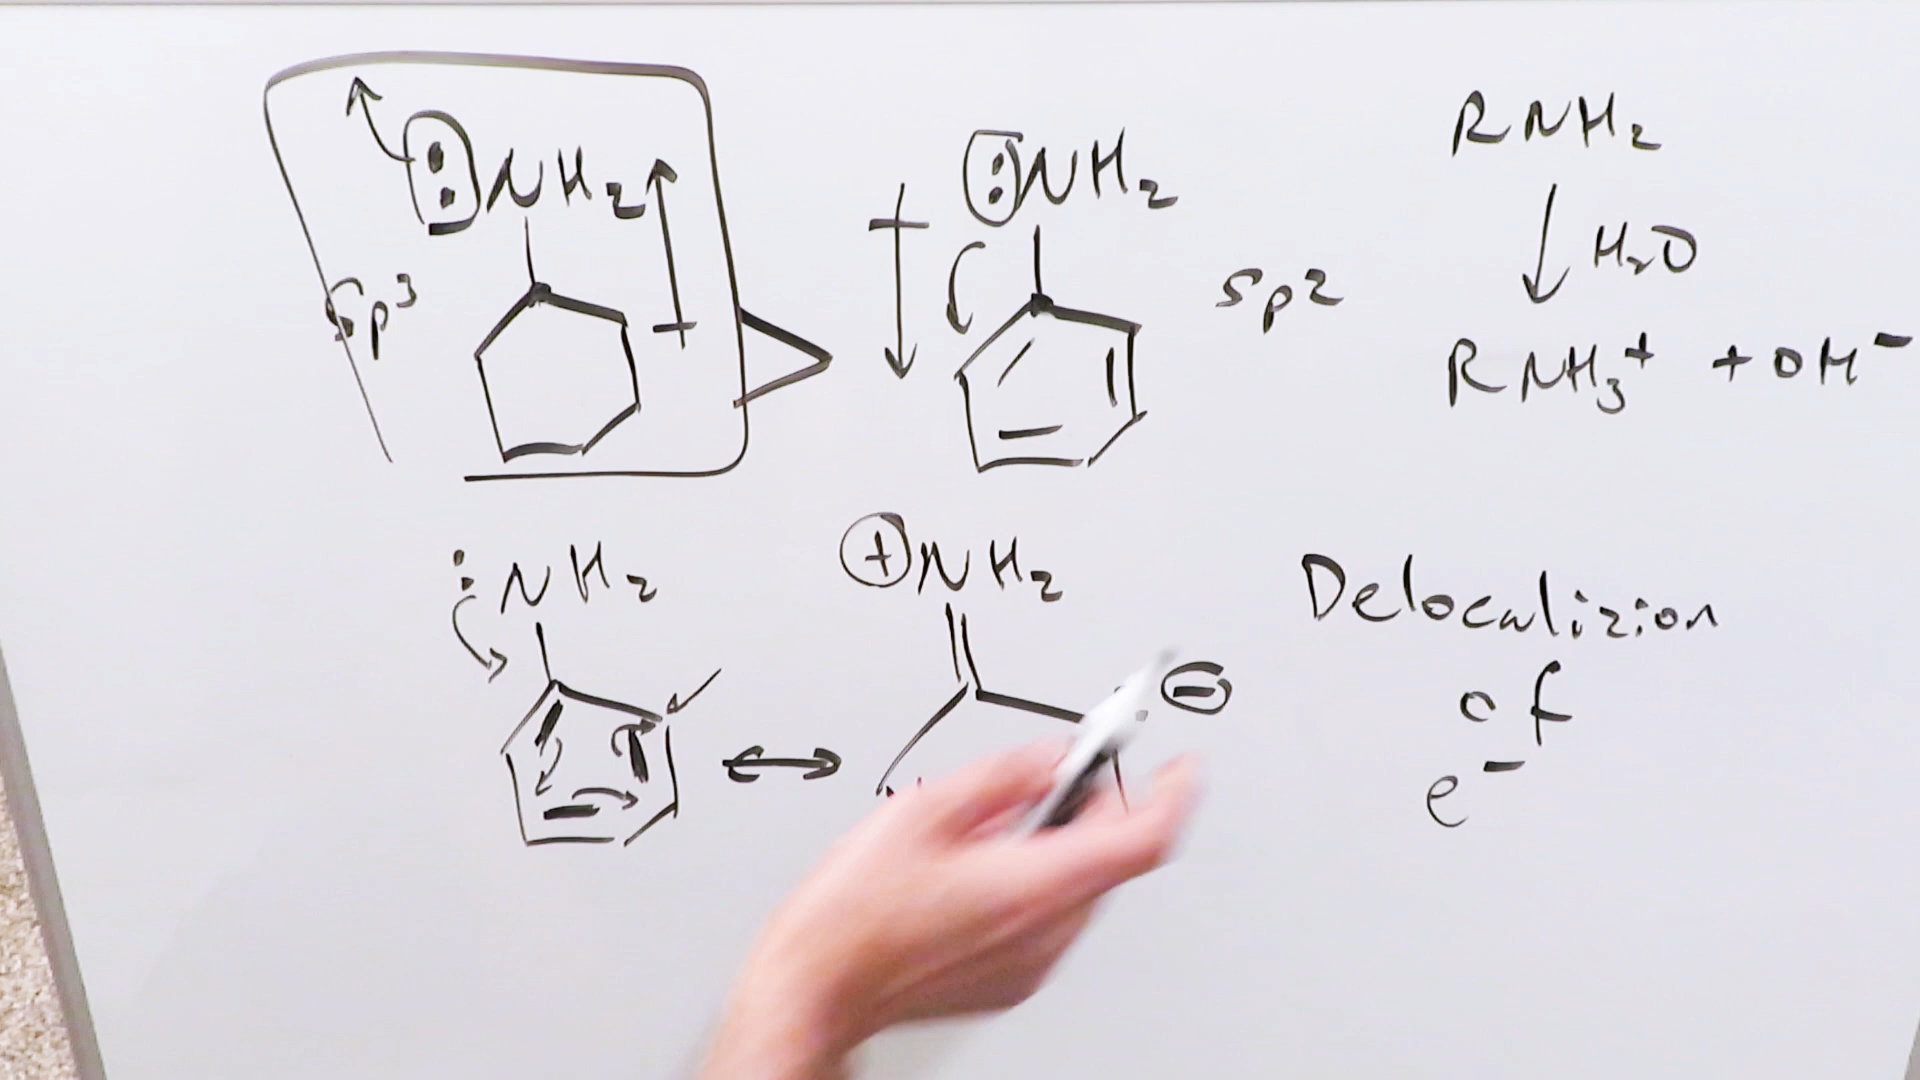 :NH₂
:NH₂
RNH₂
sp³
sp²
H₂O
RNH₃⁺ + OH⁻
:NH₂
⊕NH₂
⊖
Delocalizion
of
e⁻